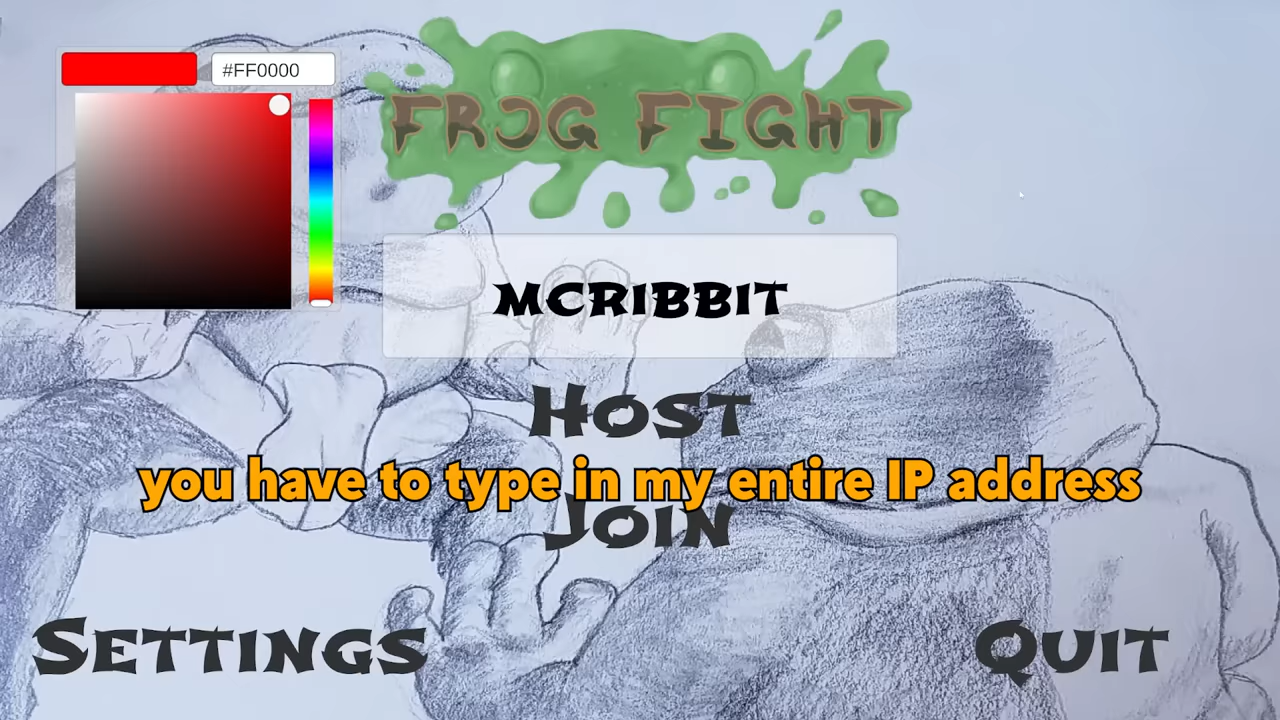 #FF0000
FROG FIGHT
MCRIBBIT
HOST
you have to type in my entire IP address
JOIN
SETTINGS
QUIT